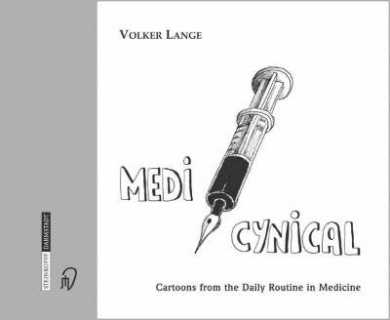 VOLKER LANGE
MEDI
CYNICAL
Cartoons from the Daily Routine in Medicine
STEINKOPFF
DARMSTADT